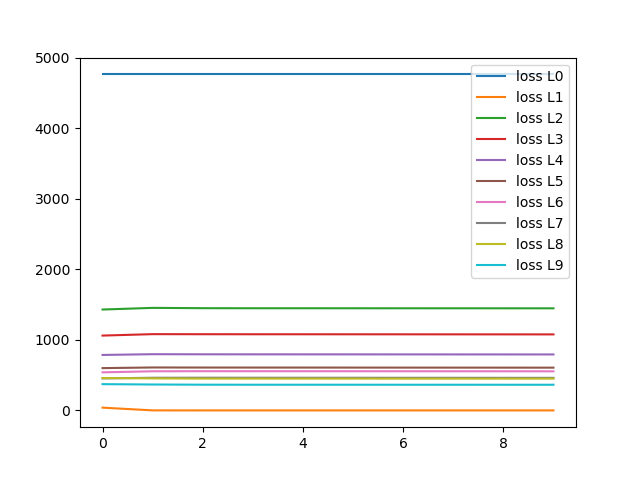 5000
4000
3000
2000
1000
0
0 2 4 6 8
loss L0
loss L1
loss L2
loss L3
loss L4
loss L5
loss L6
loss L7
loss L8
loss L9